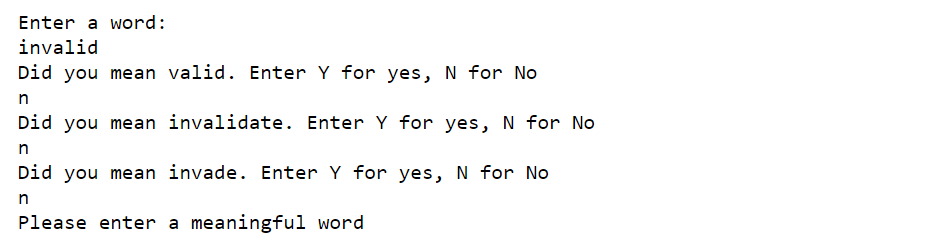 Enter a word:
invalid
Did you mean valid. Enter Y for yes, N for No
n
Did you mean invalidate. Enter Y for yes, N for No
n
Did you mean invade. Enter Y for yes, N for No
n
Please enter a meaningful word